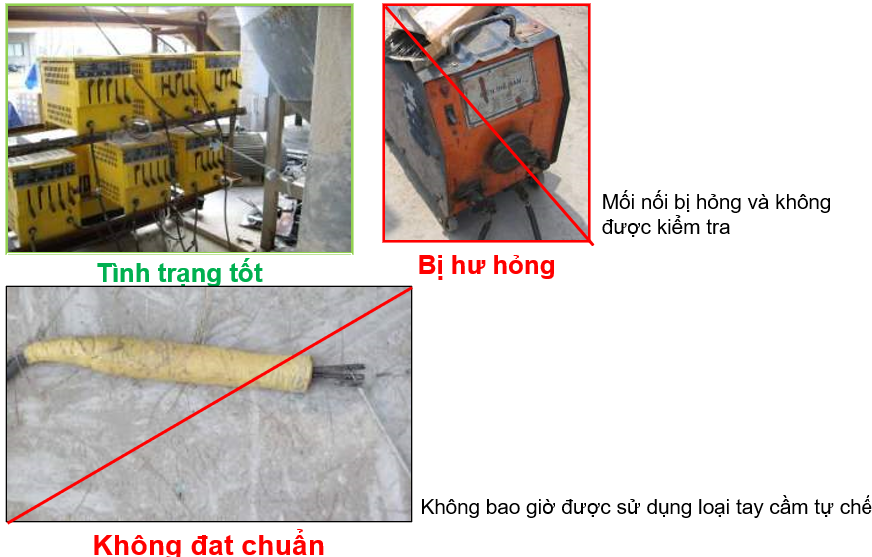 Mối nối bị hỏng và không
được kiểm tra
Tình trạng tốt
Bị hư hỏng
Không bao giờ được sử dụng loại tay cầm tự chế
Không đạt chuẩn